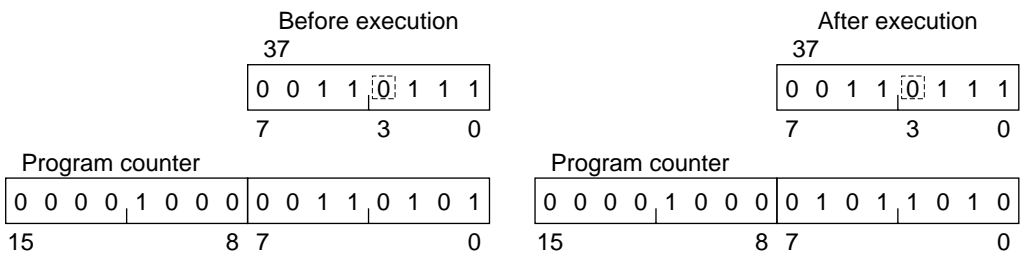 Before execution
37
0 0 1 1 0 1 1 1
7 3 0
Program counter
0 0 0 0 1 0 0 0 0 0 1 1 0 1 0 1
15 8 7 0
After execution
37
0 0 1 1 0 1 1 1
7 3 0
Program counter
0 0 0 0 1 0 0 0 0 1 0 1 1 0 1 0
15 8 7 0